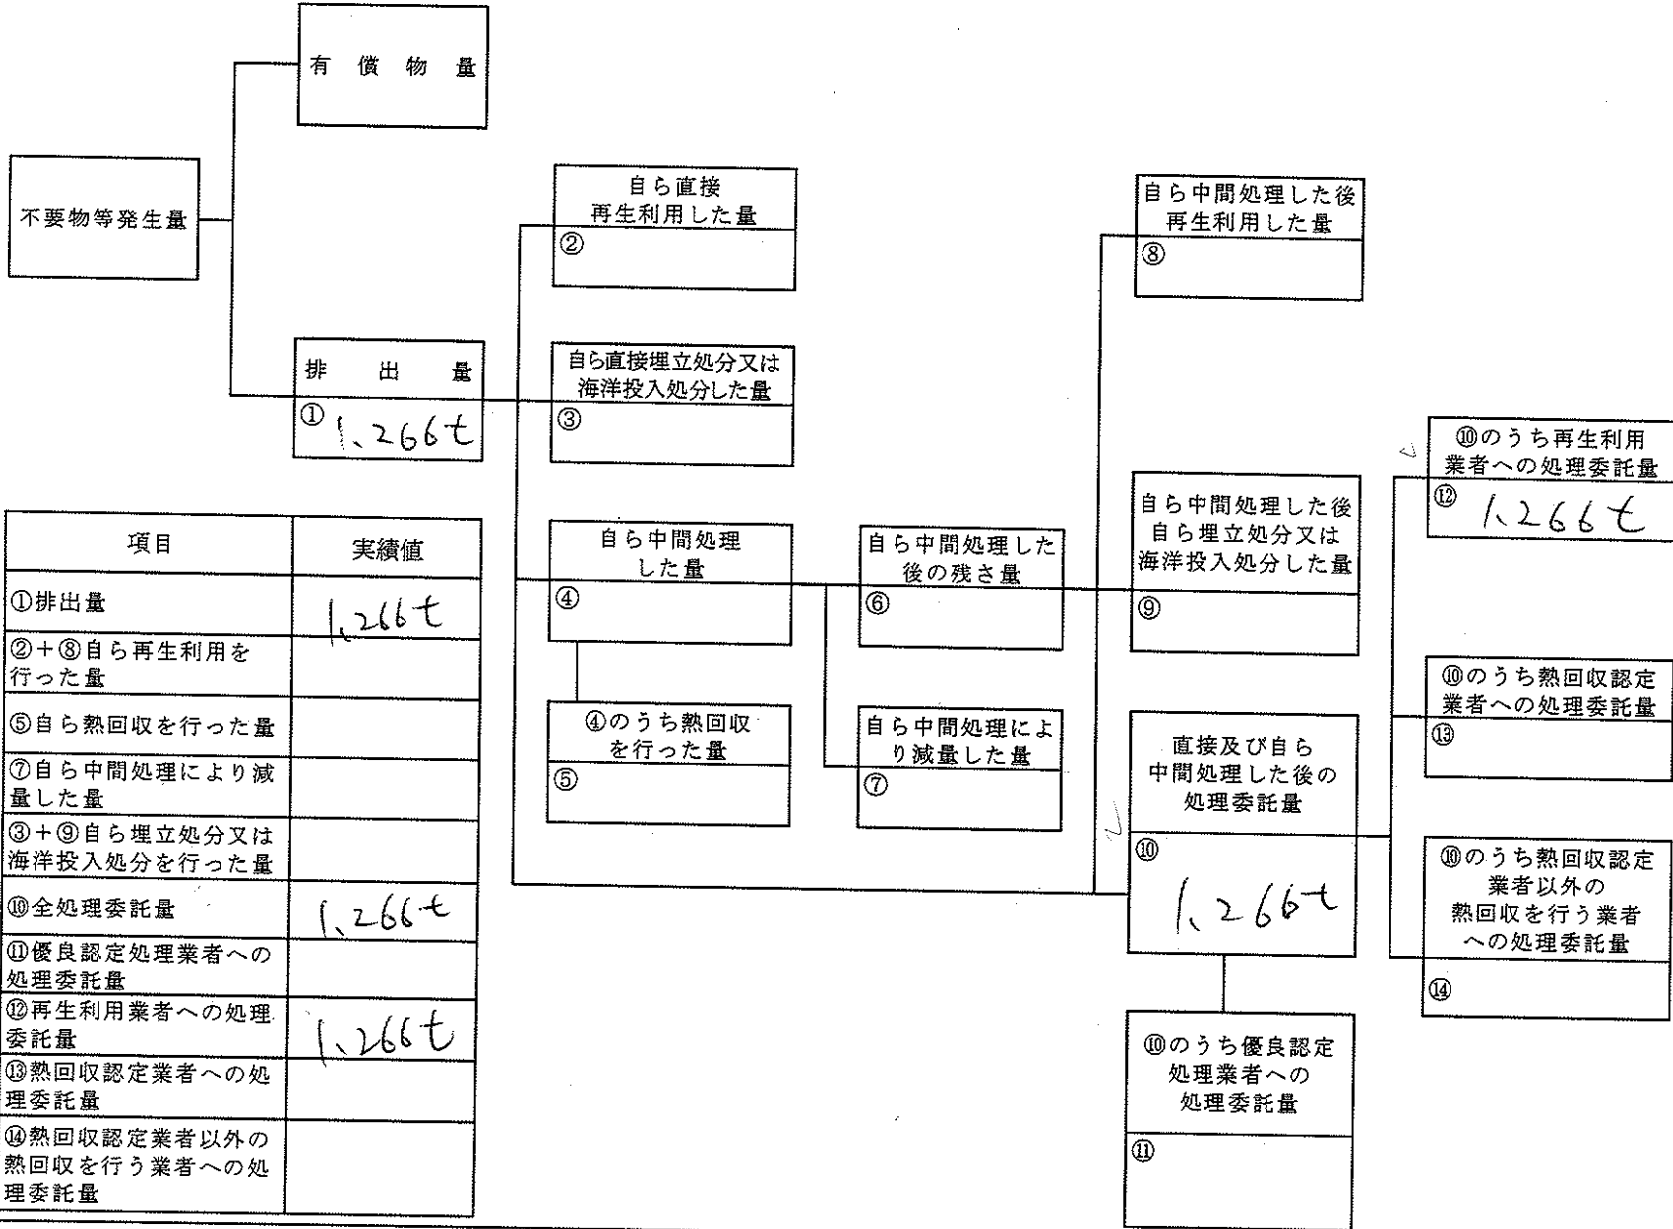 有償物量
不要物等発生量
排出量
① 1、266t
自ら直接
再生利用した量
②
自ら直接埋立処分又は
海洋投入処分した量
③
自ら中間処理
した量
④
④のうち熱回収
を行った量
⑤
自ら中間処理した
後の残さ量
⑥
自ら中間処理によ
り減量した量
⑦
自ら中間処理した後
再生利用した量
⑧
自ら中間処理した後
自ら埋立処分又は
海洋投入処分した量
⑨
直接及び自ら
中間処理した後の
処理委託量
⑩
1、266t
⑩のうち優良認定
処理業者への
処理委託量
⑪
⑩のうち再生利用
業者への処理委託量
⑫ 1、266t
⑩のうち熱回収認定
業者への処理委託量
⑬
⑩のうち熱回収認定
業者以外の
熱回収を行う業者
への処理委託量
⑭
項目 実績値
①排出量 1、266t
②+⑧自ら再生利用を
行った量
⑤自ら熱回収を行った量
⑦自ら中間処理により減
量した量
③+⑨自ら埋立処分又は
海洋投入処分を行った量
⑩全処理委託量 1、266t
⑪優良認定処理業者への
処理委託量
⑫再生利用業者への処理
委託量 1、266t
⑬熱回収認定業者への処
理委託量
⑭熱回収認定業者以外の
熱回収を行う業者への処
理委託量